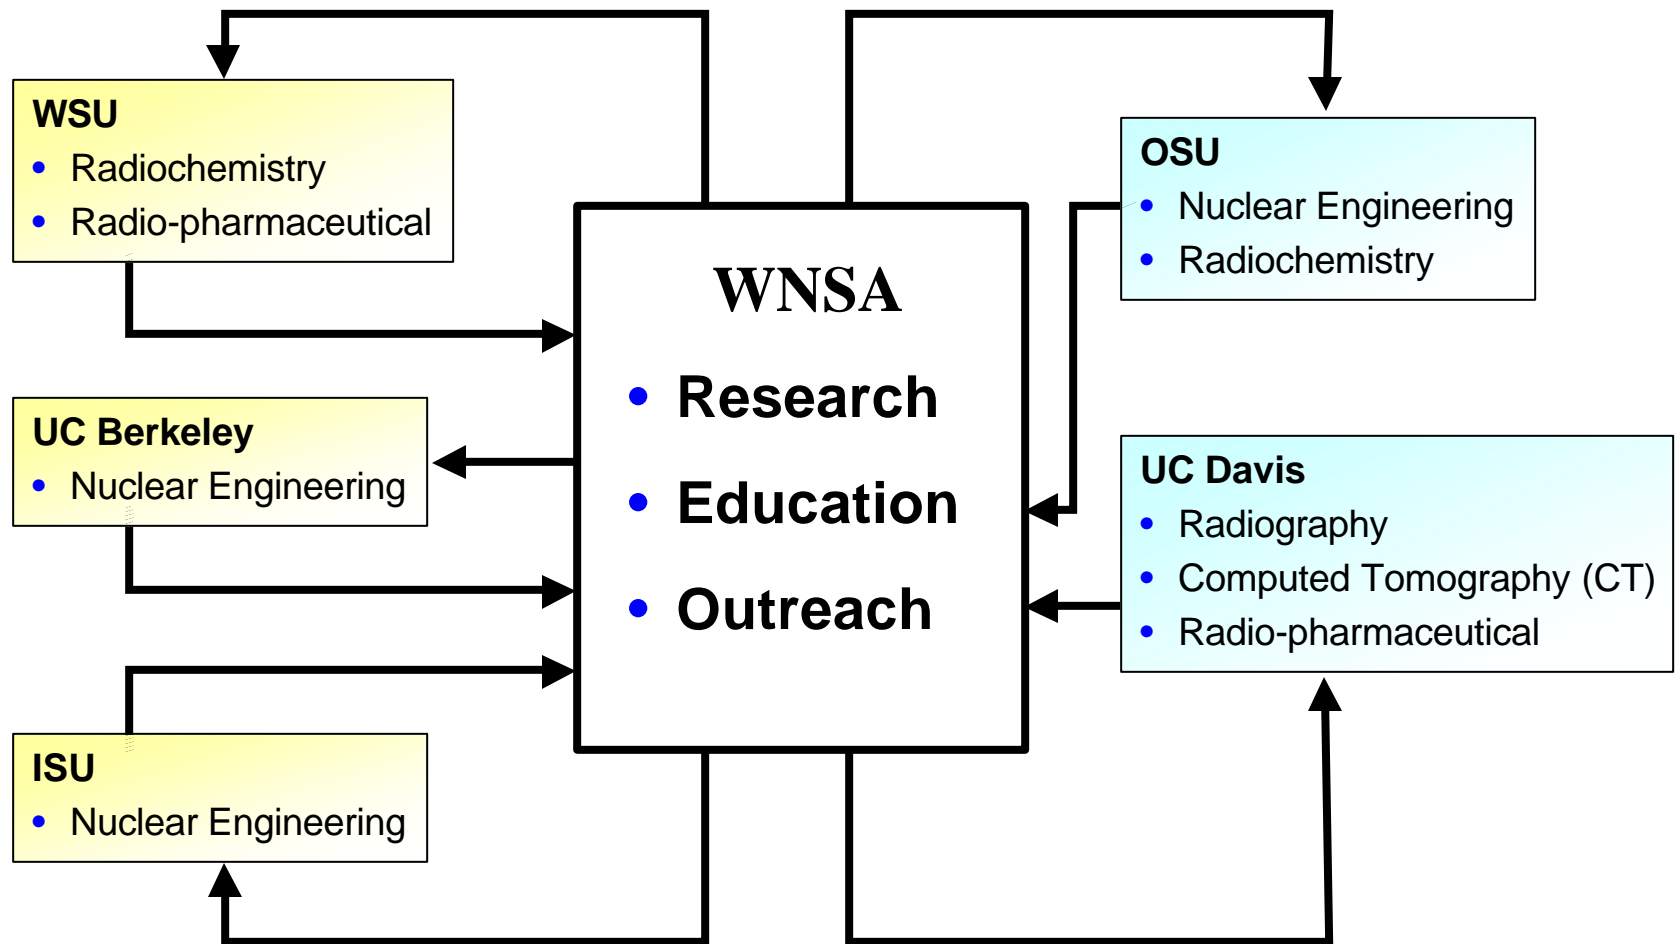 WSU
• Radiochemistry
• Radio-pharmaceutical
UC Berkeley
• Nuclear Engineering
ISU
• Nuclear Engineering
WNSA
• Research
• Education
• Outreach
OSU
• Nuclear Engineering
• Radiochemistry
UC Davis
• Radiography
• Computed Tomography (CT)
• Radio-pharmaceutical